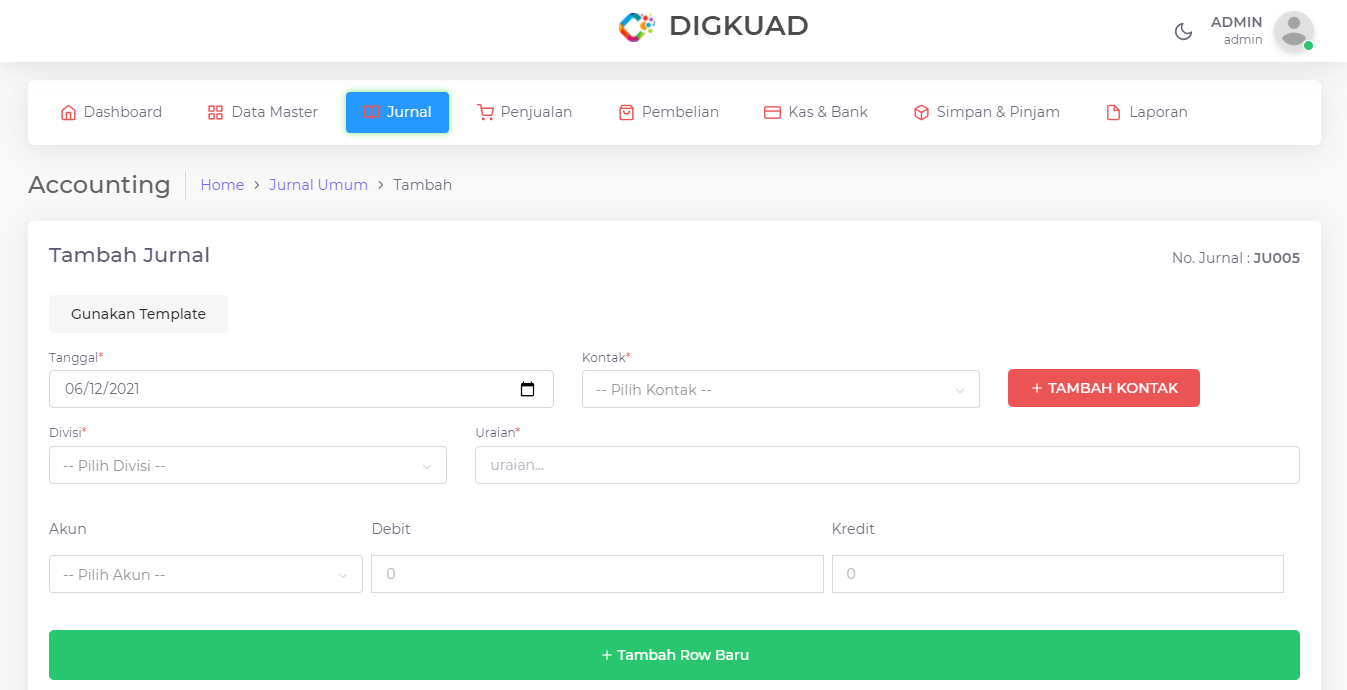 DIGKUAD
ADMIN
admin
Dashboard Data Master Jurnal Penjualan Pembelian Kas & Bank Simpan & Pinjam Laporan
Accounting Home > Jurnal Umum > Tambah
Tambah Jurnal
No. Jurnal : JU005
Gunakan Template
Tanggal* Kontak*
06/12/2021 -- Pilih Kontak -- + TAMBAH KONTAK
Divisi* Uraian*
-- Pilih Divisi -- uraian...
Akun Debit Kredit
-- Pilih Akun -- 0 0
+ Tambah Row Baru